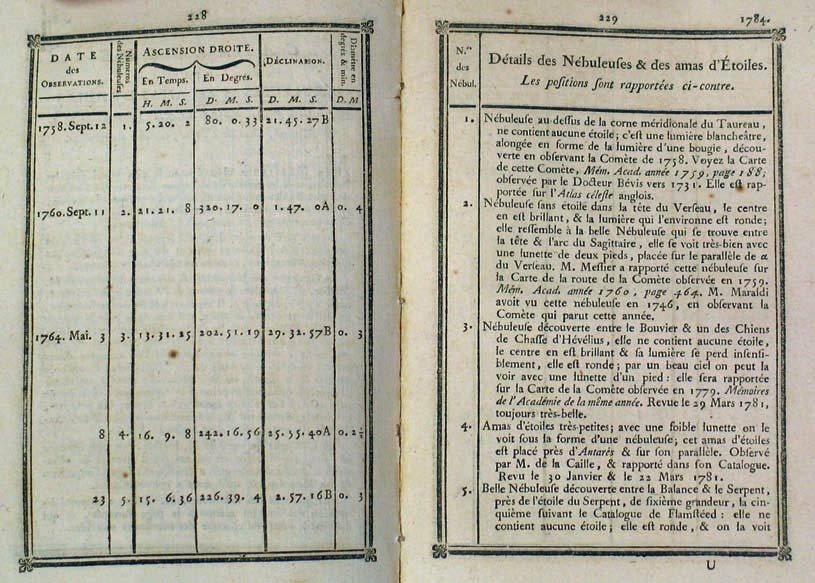 228
DATE
des
OBSERVATIONS.
Numéros
des Nébuleuses
ASCENSION DROITE.
En Temps.
En Degrés.
DÉCLINAISON.
Diamètre en
degrés & min.
H. M. S.
D. M. S.
D. M. S.
D. M
1758. Sept. 12 1. 5. 20. 2 80. 0. 33 21. 45. 27B
1760. Sept. 11 2. 21. 21. 8 320. 17. 0 1. 47. 0A 0. 4
1764. Mai. 3 3. 13. 31. 25 202. 51. 19 29. 32. 57B 0. 3
8 4. 16. 9. 8 242. 16. 56 25. 55. 40A 0. 2½
23 5. 15. 6. 36 226. 39. 4 2. 57. 16B 0. 3
229
1784.
N.os
des
Nébul.
Détails des Nébuleuſes & des amas d'Étoiles.
Les poſitions ſont rapportées ci-contre.
1. Nébuleuſe au deſſus de la corne méridionale du Taureau,
ne contient aucune étoile; c'eſt une lumière blancheâtre,
alongée en forme de la lumière d'une bougie, décou-
verte en obſervant la Comète de 1758. Voyez la Carte
de cette Comète, Mém. Acad. année 1759, page 188;
obſervée par le Docteur Bévis vers 1731. Elle eſt rap-
portée ſur l'Atlas céleſte anglois.
2. Nébuleuſe ſans étoile dans la tête du Verſeau, le centre
en eſt brillant, & la lumière qui l'environne eſt ronde;
elle reſſemble à la belle Nébuleuſe qui ſe trouve entre
la tête & l'arc du Sagittaire, elle ſe voit très-bien avec
une lunette de deux pieds, placée ſur le parallèle de α
du Verſeau. M. Meſſier a rapporté cette nébuleuſe ſur
la Carte de la route de la Comète obſervée en 1759.
Mém. Acad. année 1760, page 464. M. Maraldi
avoit vu cette nébuleuſe en 1746, en obſervant la
Comète qui parut cette année.
3. Nébuleuſe découverte entre le Bouvier & un des Chiens
de Chaſſe d'Hévélius, elle ne contient aucune étoile,
le centre en eſt brillant & ſa lumière ſe perd inſenſi-
blement, elle eſt ronde; par un beau ciel on peut la
voir avec une lunette d'un pied: elle ſera rapportée
ſur la Carte de la Comète obſervée en 1779. Mémoires
de l'Académie de la même année. Revue le 29 Mars 1781,
toujours très-belle.
4. Amas d'étoiles très-petites; avec une foible lunette on le
voit ſous la forme d'une nébuleuſe; cet amas d'étoiles
eſt placé près d'Antarès & ſur ſon parallèle. Obſervé
par M. de la Caille, & rapporté dans ſon Catalogue.
Revu le 30 Janvier & le 22 Mars 1781.
5. Belle Nébuleuſe découverte entre la Balance & le Serpent,
près de l'étoile du Serpent, de ſixième grandeur, la cin-
quième ſuivant le Catalogue de Flamſtéed: elle ne
contient aucune étoile; elle eſt ronde, & on la voit
U